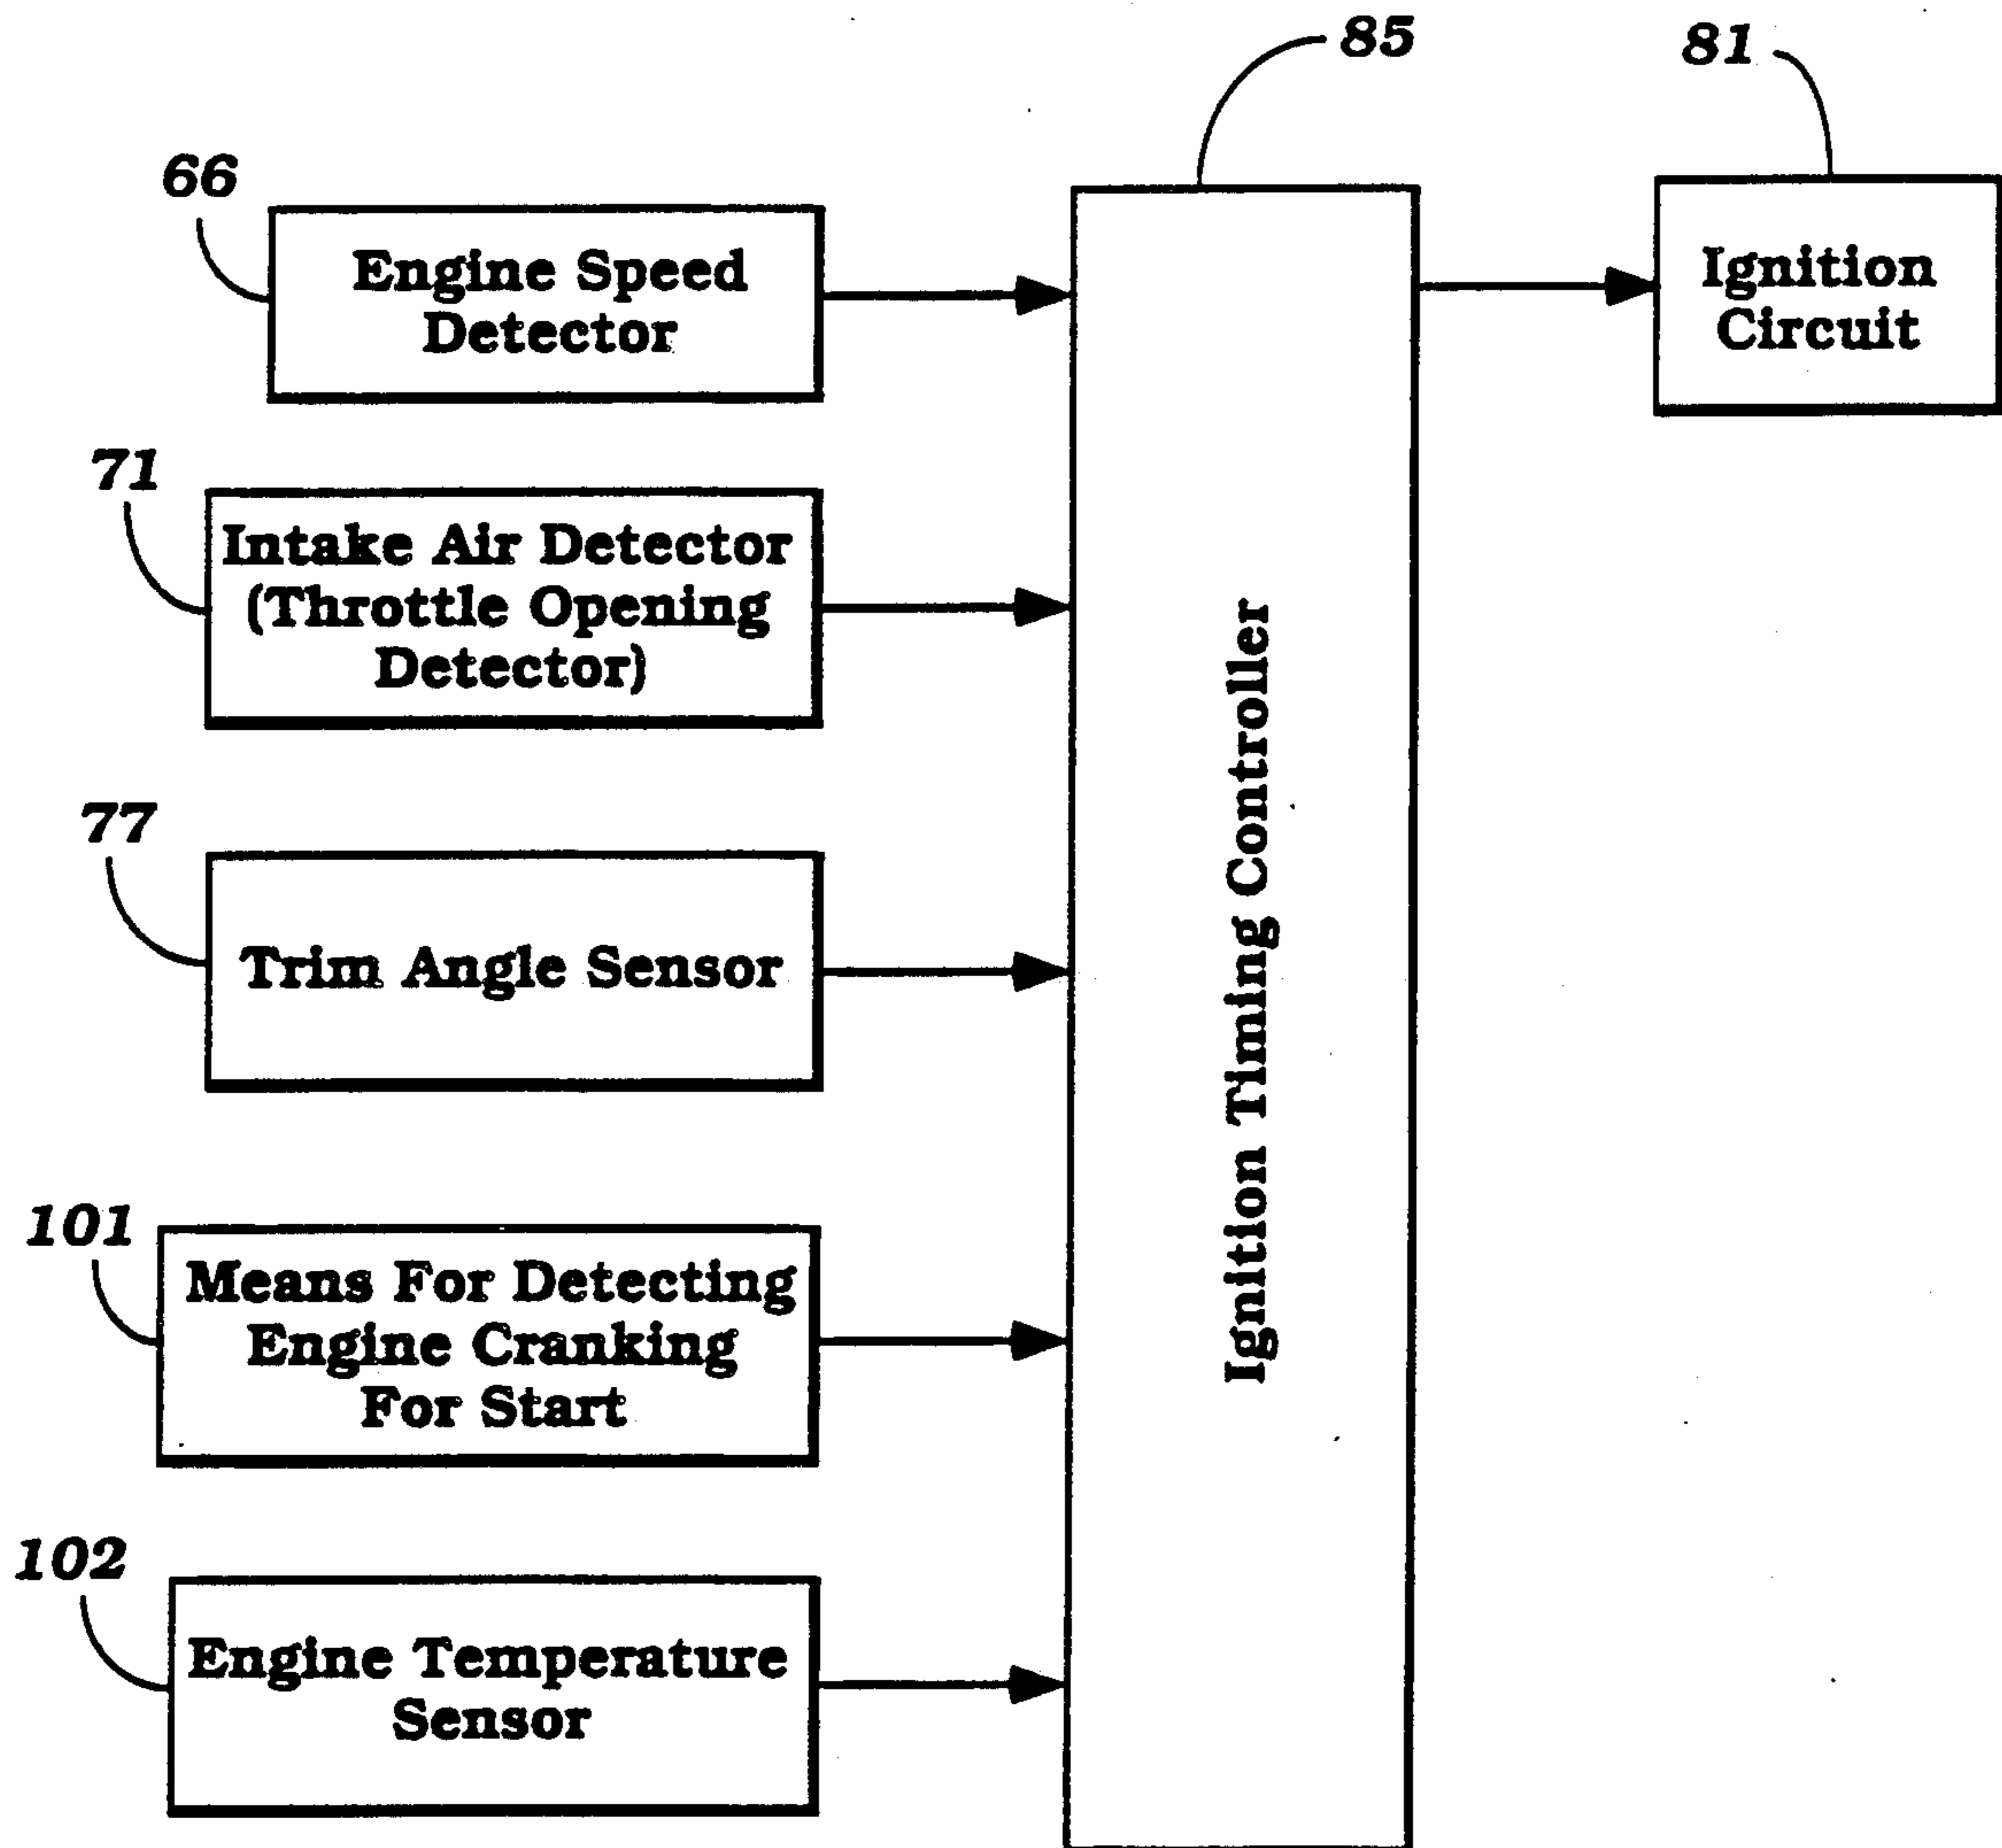 85
81
66
Engine Speed
Detector
Ignition
Circuit
71
Intake Air Detector
(Throttle Opening
Detector)
77
Trim Angle Sensor
Ignition Timing Controller
101
Means For Detecting
Engine Cranking
For Start
102
Engine Temperature
Sensor